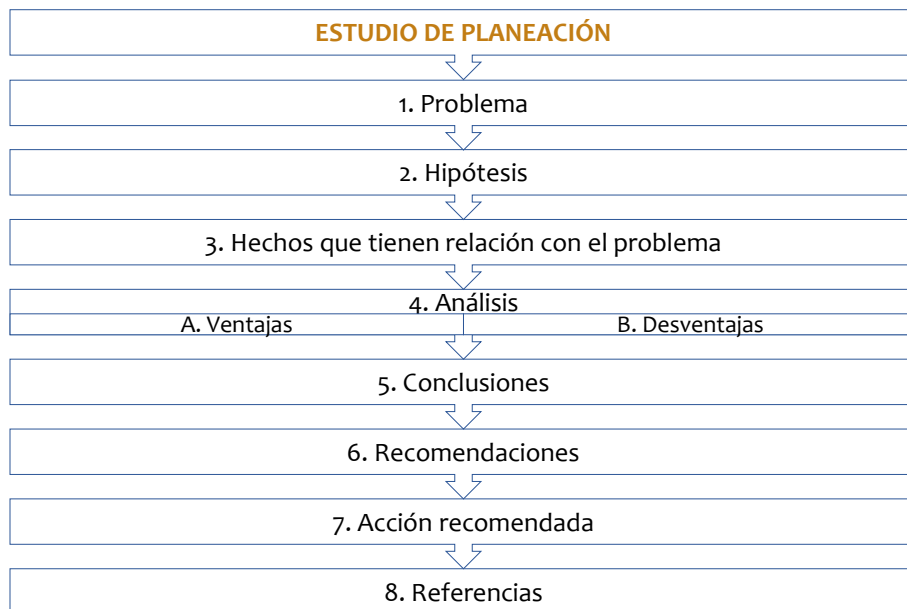 ESTUDIO DE PLANEACIÓN
1. Problema
2. Hipótesis
3. Hechos que tienen relación con el problema
4. Análisis
A. Ventajas
B. Desventajas
5. Conclusiones
6. Recomendaciones
7. Acción recomendada
8. Referencias